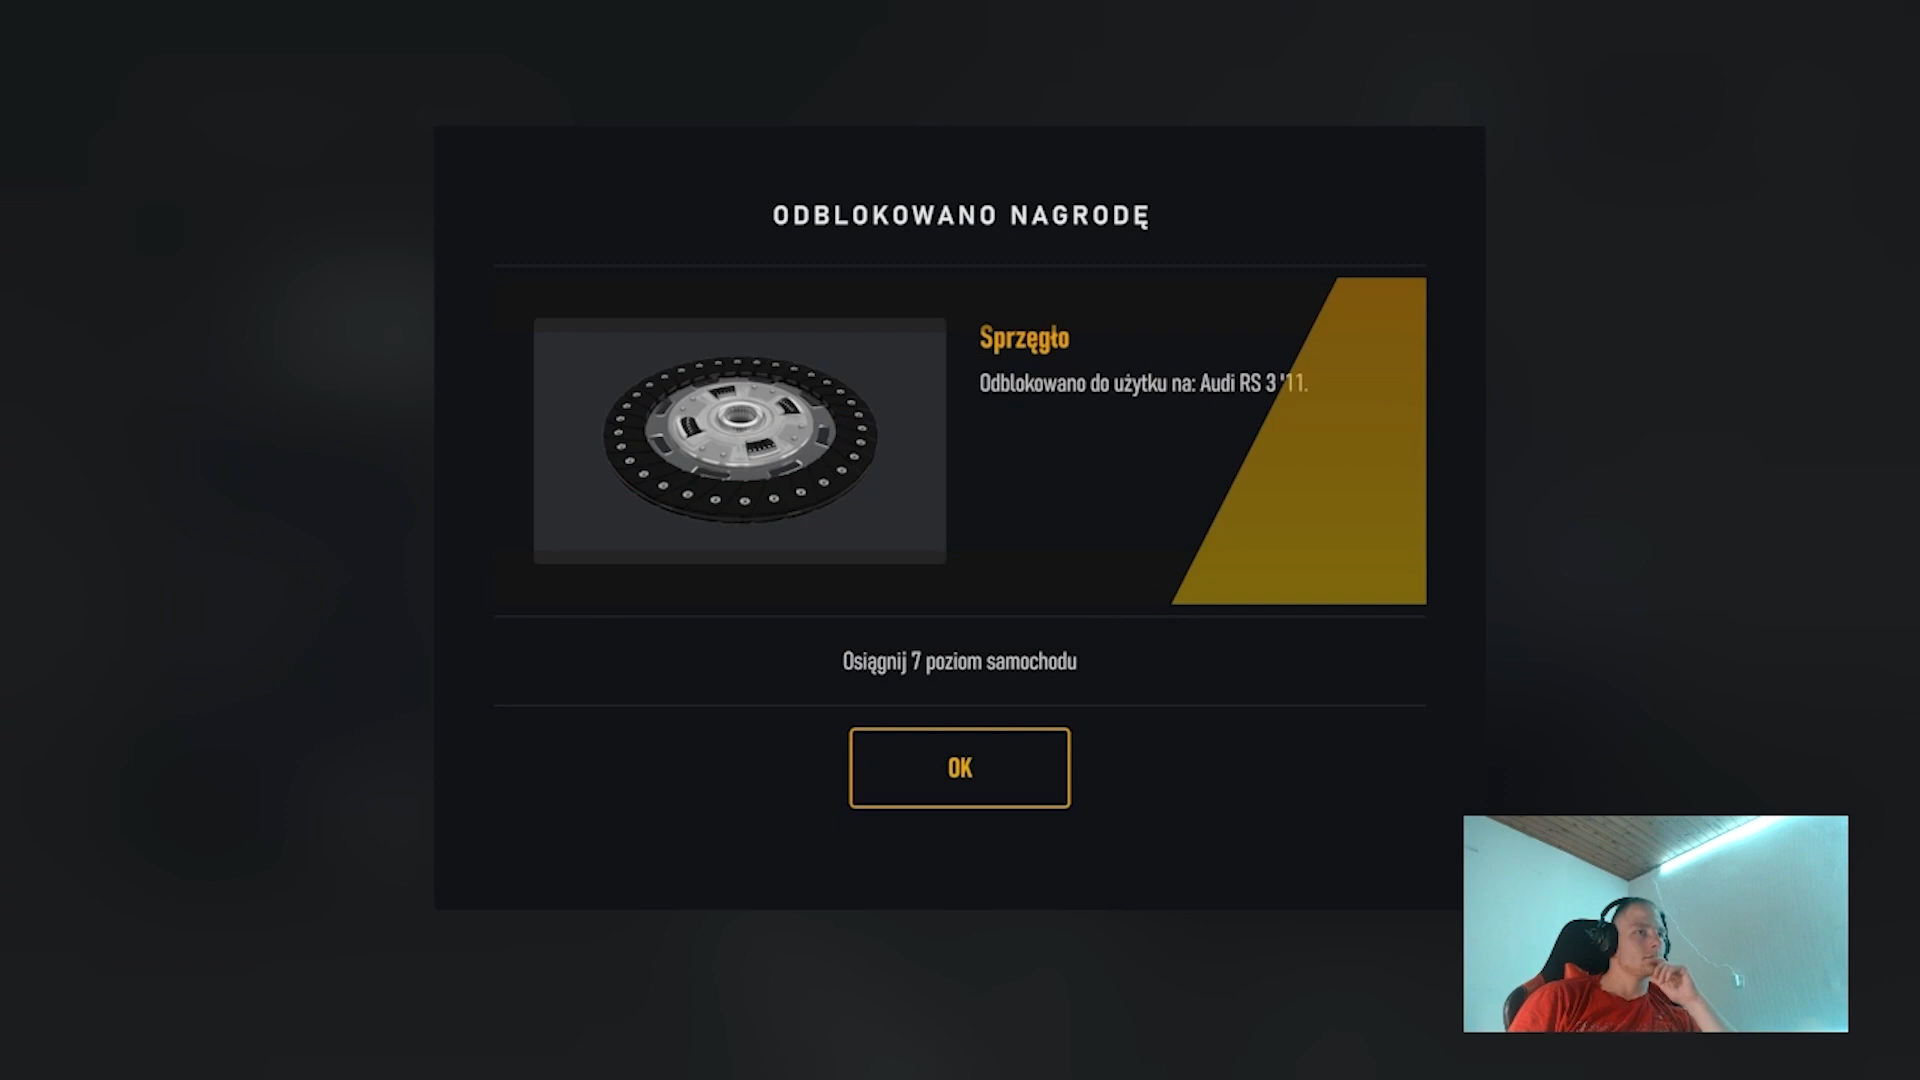 ODBLOKOWANO NAGRODĘ
Sprzęgło
Odblokowano do użytku na: Audi RS 3 '11.
Osiągnij 7 poziom samochodu
OK